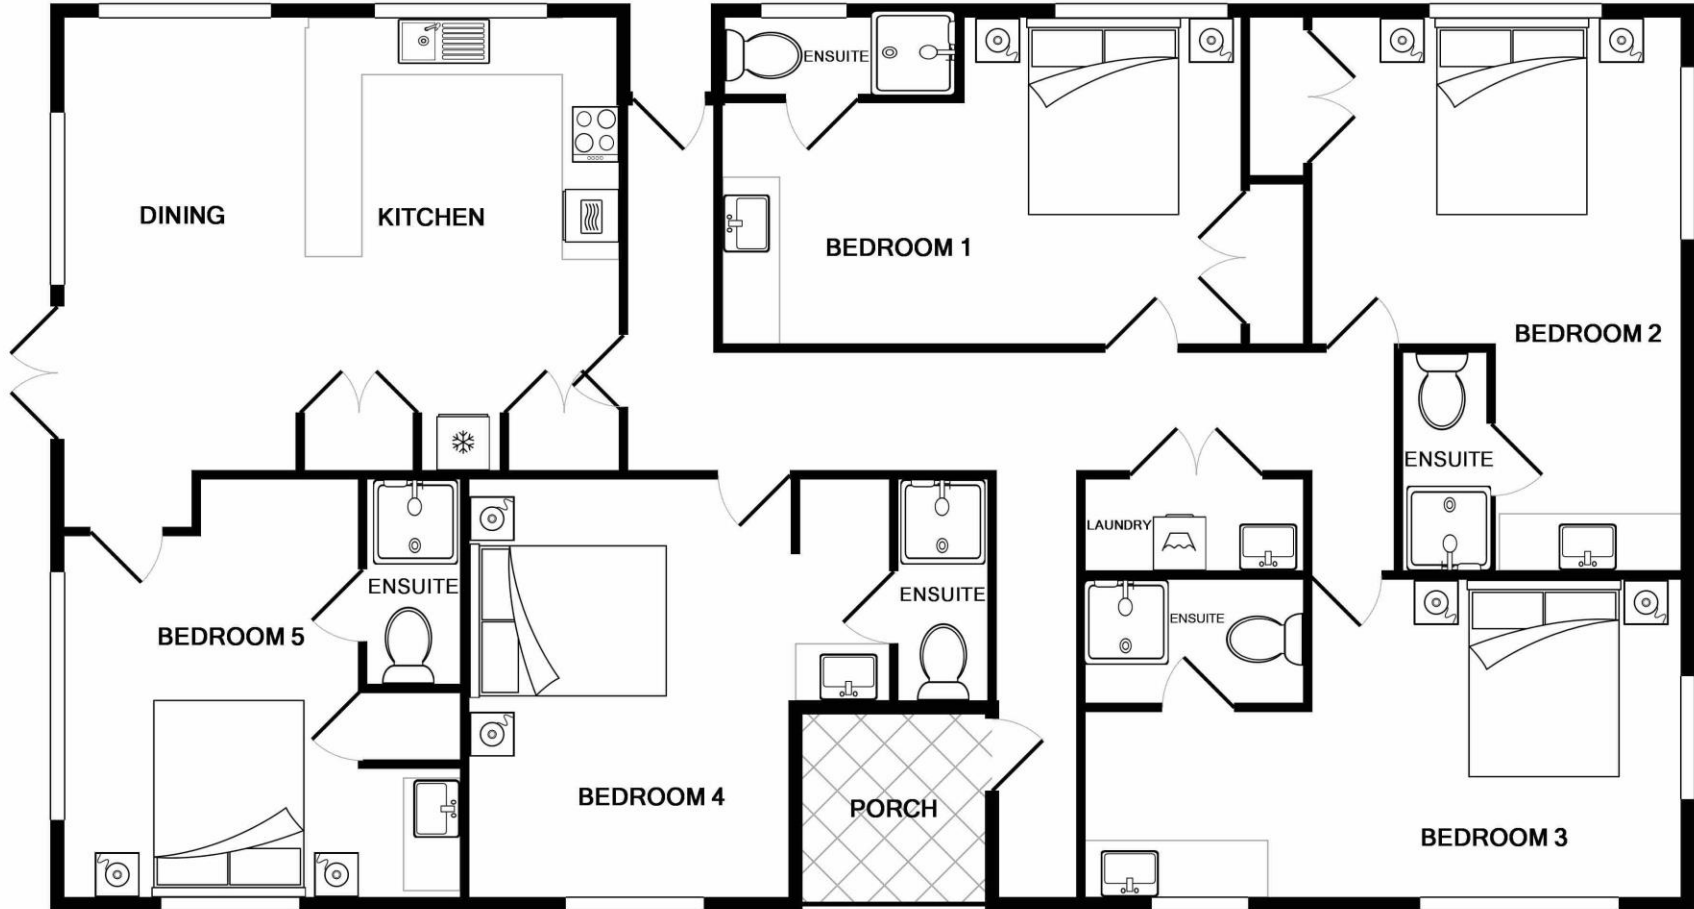 ENSUITE
DINING
KITCHEN
BEDROOM 1
BEDROOM 2
ENSUITE
LAUNDRY
ENSUITE
ENSUITE
ENSUITE
BEDROOM 5
BEDROOM 4
PORCH
BEDROOM 3